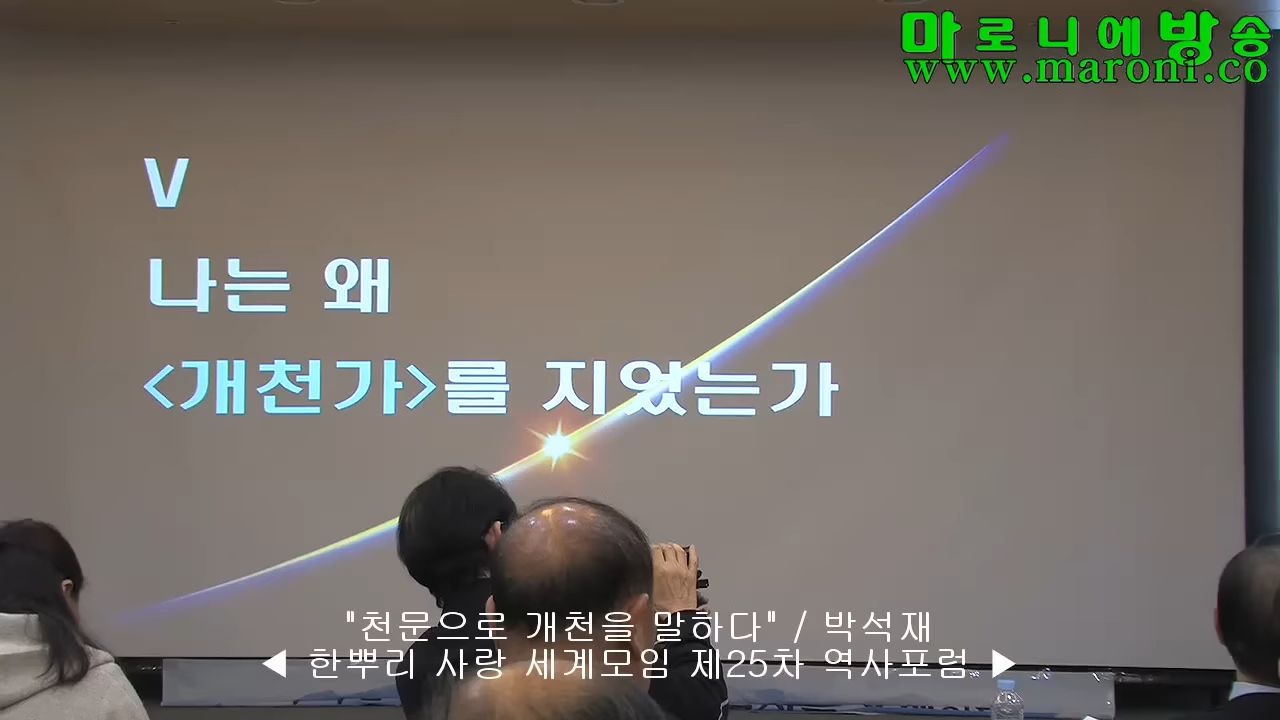 마로니에방송
www.maroni.co
V
나는 왜
<개천가>를 지었는가
"천문으로 개천을 말하다" / 박석재
◀ 한뿌리 사랑 세계모임 제25차 역사포럼 ▶